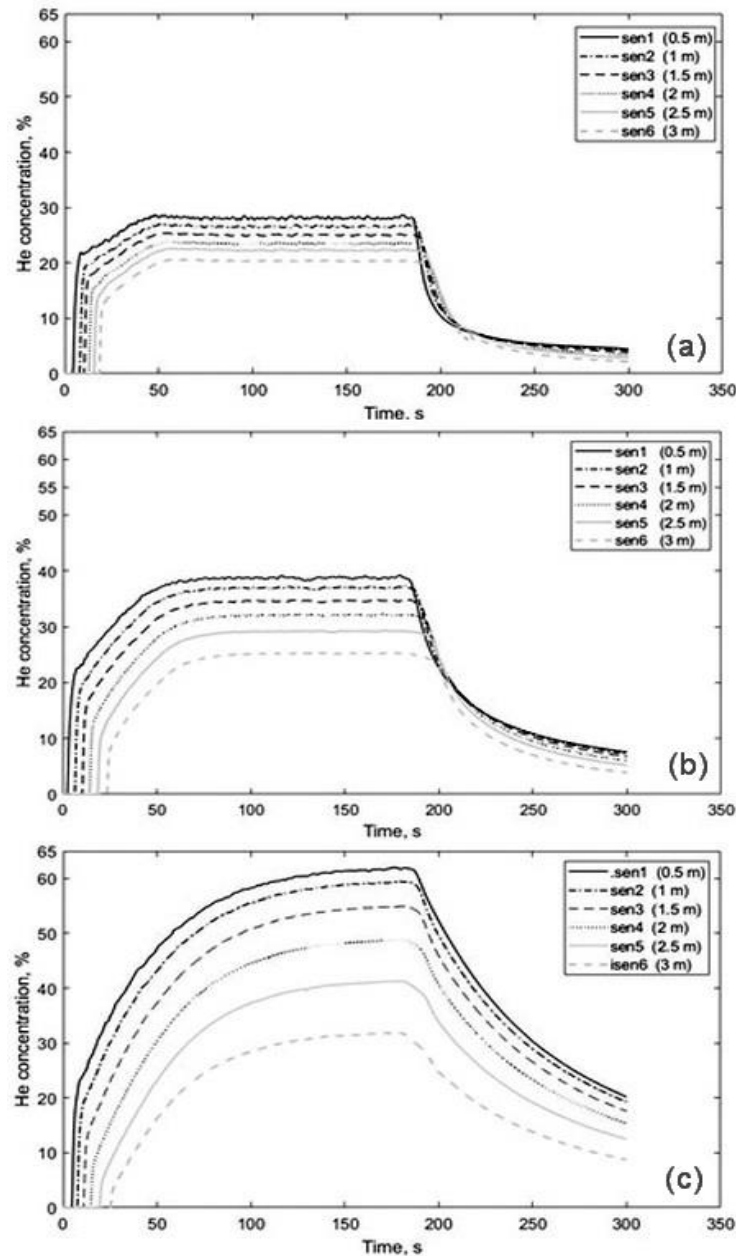 65
60
50
40
30
20
10
0
He concentration, %
0 50 100 150 200 250 300 350
Time. s
sen1 (0.5 m)
sen2 (1 m)
sen3 (1.5 m)
sen4 (2 m)
sen5 (2.5 m)
sen6 (3 m)
(a)
65
60
55
50
40
30
20
10
0
He concentration, %
0 50 100 150 200 250 300 350
Time, s
sen1 (0.5 m)
sen2 (1 m)
sen3 (1.5 m)
sen4 (2 m)
sen5 (2.5 m)
sen6 (3 m)
(b)
65
60
50
40
30
20
10
0
He concentration, %
0 50 100 150 200 250 300 350
Time, s
.sen1 (0.5 m)
sen2 (1 m)
sen3 (1.5 m)
sen4 (2 m)
sen5 (2.5 m)
isen6 (3 m)
(c)